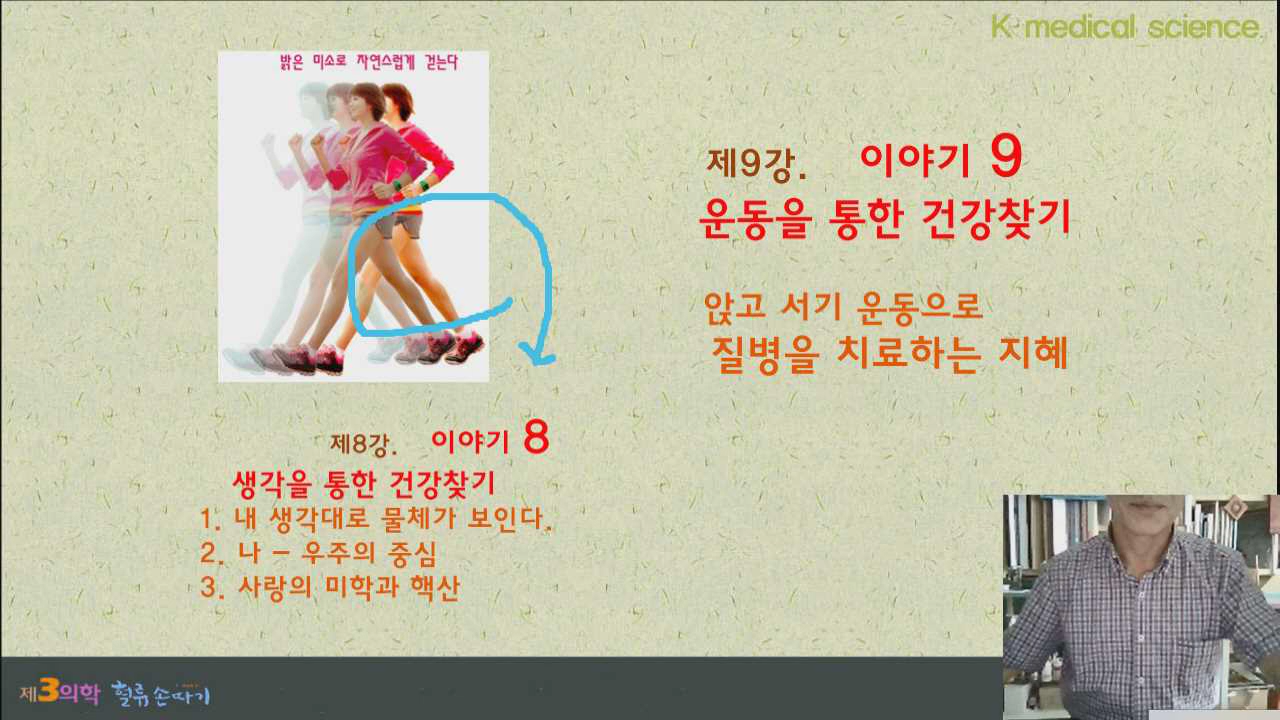 K medical science
밝은 미소로 자연스럽게 걷는다
제9강. 이야기 9
운동을 통한 건강찾기
앉고 서기 운동으로
질병을 치료하는 지혜
제8강. 이야기 8
생각을 통한 건강찾기
1. 내 생각대로 물체가 보인다.
2. 나 - 우주의 중심
3. 사랑의 미학과 핵산
제3의학 혈류 손따기